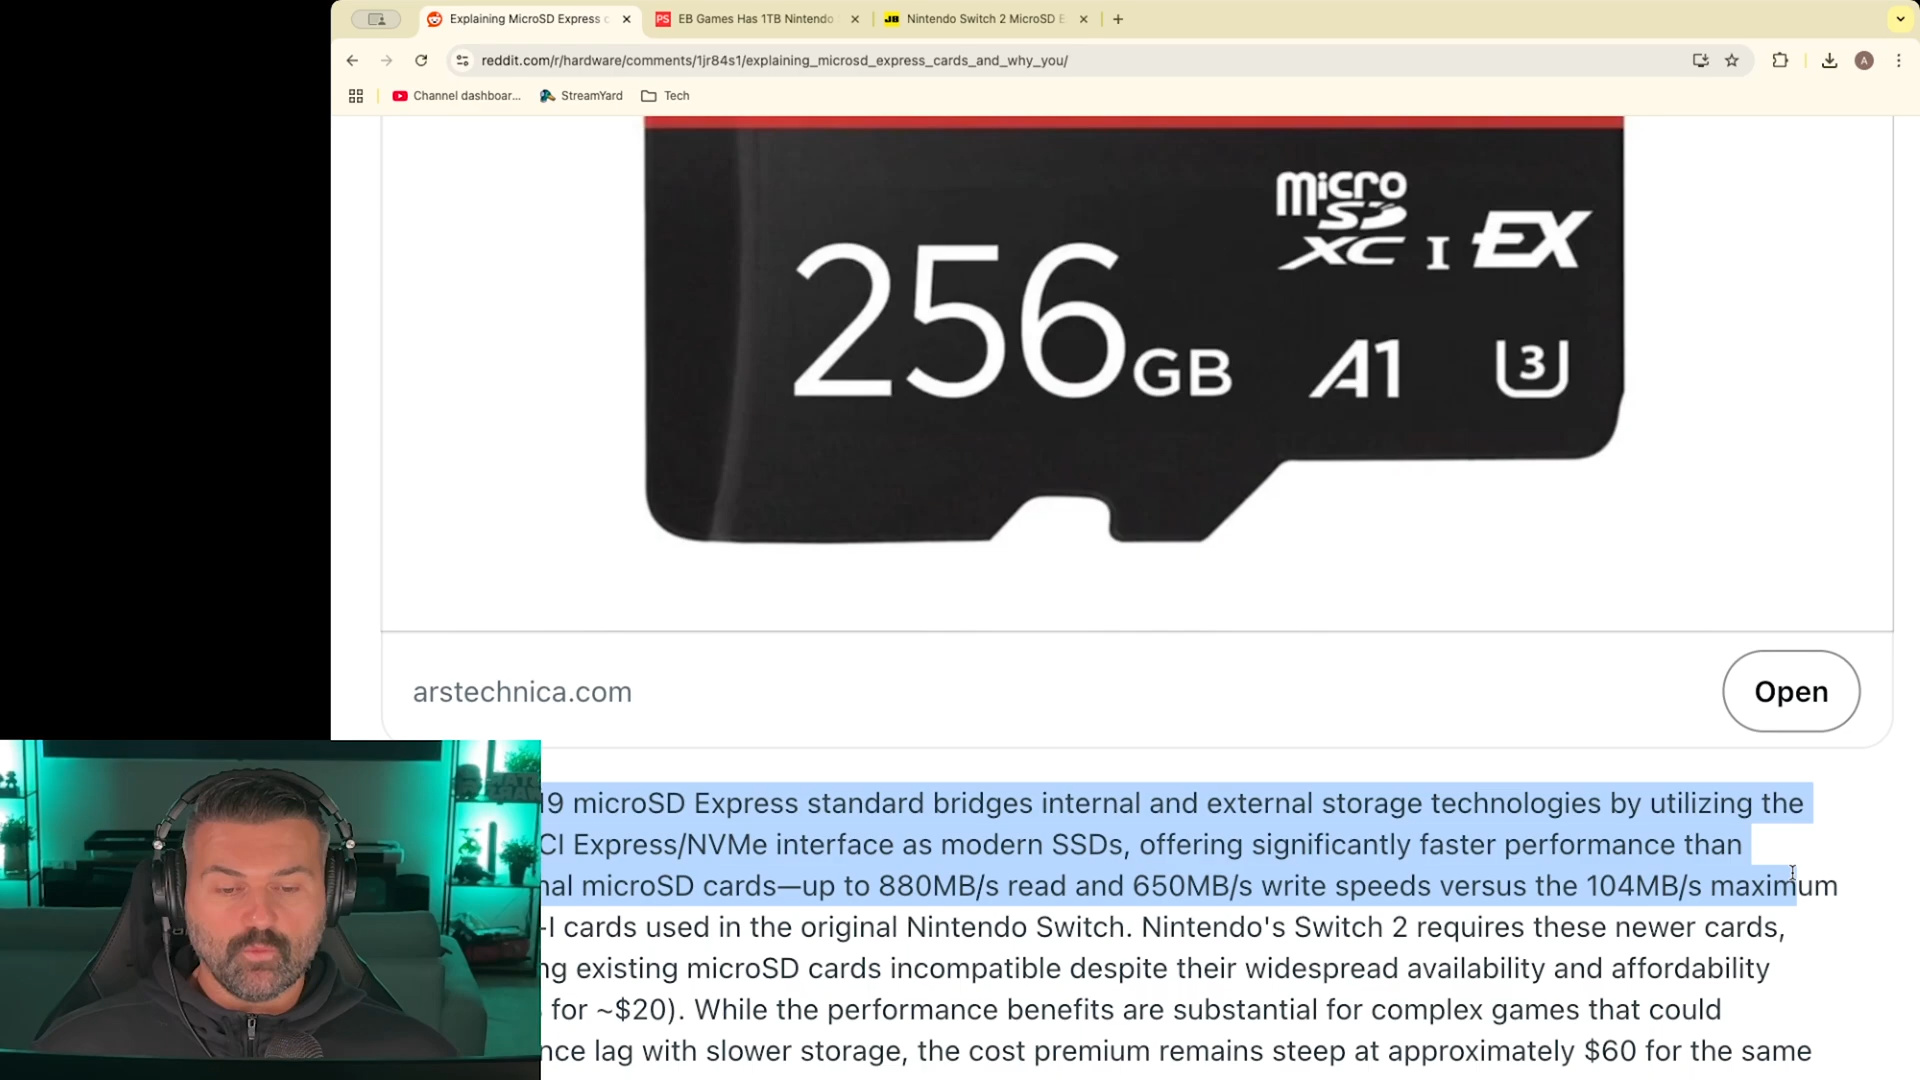 Explaining MicroSD Express c
EB Games Has 1TB Nintendo
JB
Nintendo Switch 2 MicroSD E
reddit.com/r/hardware/comments/1jr84s1/explaining_microsd_express_cards_and_why_you/
A
Channel dashboar...
StreamYard
Tech
micro
SD
XC I EX
256GB
A1
3
arstechnica.com
Open
19 microSD Express standard bridges internal and external storage technologies by utilizing the
CI Express/NVMe interface as modern SSDs, offering significantly faster performance than
nal microSD cards—up to 880MB/s read and 650MB/s write speeds versus the 104MB/s maximum
-I cards used in the original Nintendo Switch. Nintendo's Switch 2 requires these newer cards,
ng existing microSD cards incompatible despite their widespread availability and affordability
for ~$20). While the performance benefits are substantial for complex games that could
nce lag with slower storage, the cost premium remains steep at approximately $60 for the same